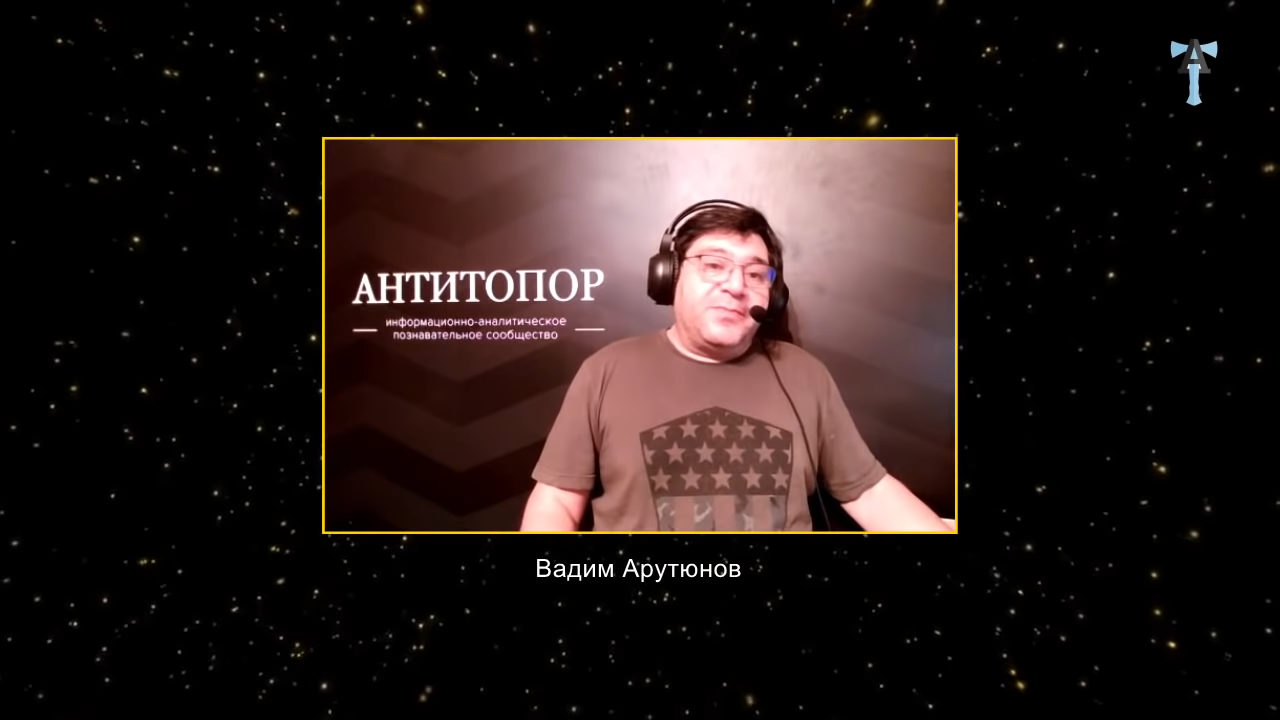 А
АНТИТОПОР
информационно-аналитическое
познавательное сообщество
Вадим Арутюнов